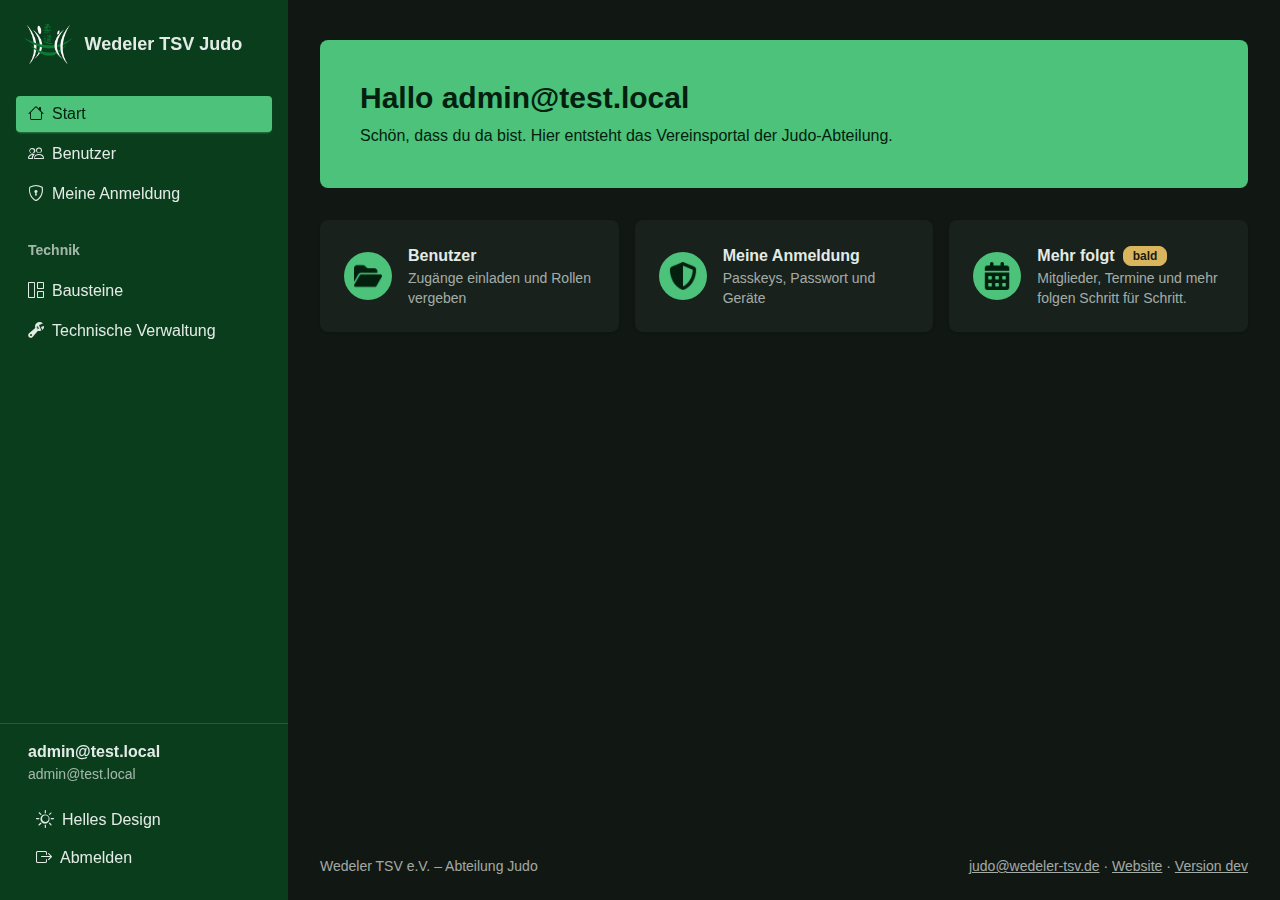 Wedeler TSV Judo
Start
Benutzer
Meine Anmeldung
Technik
Bausteine
Technische Verwaltung
admin@test.local
admin@test.local
Helles Design
Abmelden
Hallo admin@test.local
Schön, dass du da bist. Hier entsteht das Vereinsportal der Judo-Abteilung.
Benutzer
Zugänge einladen und Rollen
vergeben
Meine Anmeldung
Passkeys, Passwort und
Geräte
Mehr folgt bald
Mitglieder, Termine und mehr
folgen Schritt für Schritt.
Wedeler TSV e.V. – Abteilung Judo
judo@wedeler-tsv.de · Website · Version dev